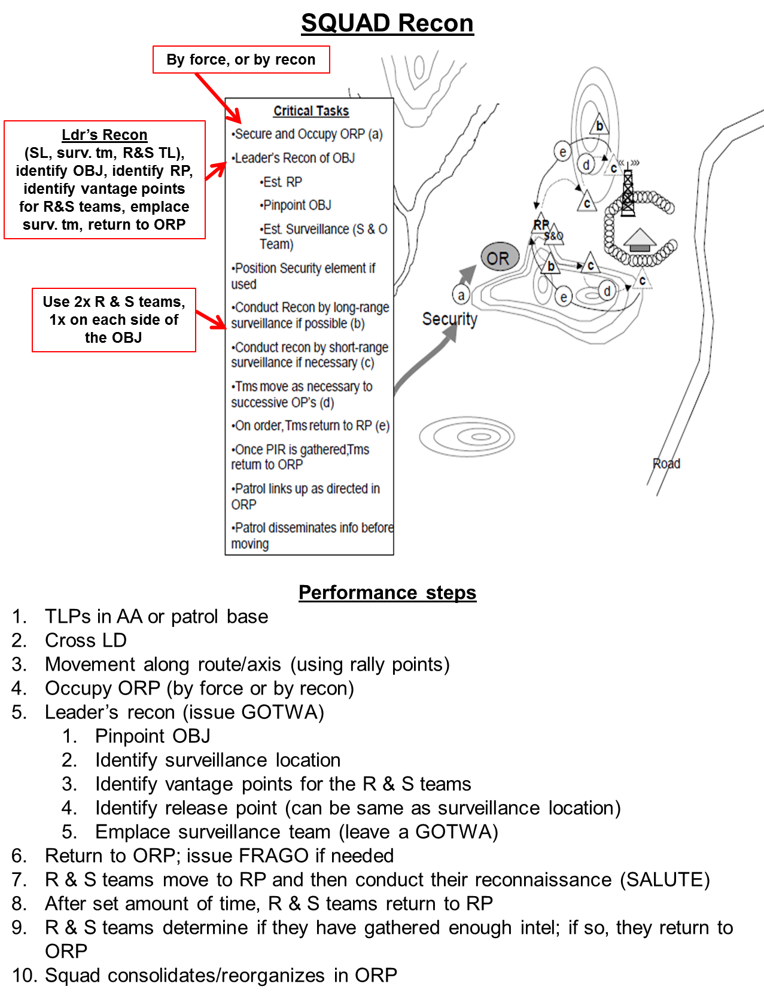 SQUAD Recon
By force, or by recon
Ldr's Recon
(SL, surv. tm, R&S TL),
identify OBJ, identify RP,
identify vantage points
for R&S teams, emplace
surv. tm, return to ORP
Use 2x R & S teams,
1x on each side of
the OBJ
Critical Tasks
•Secure and Occupy ORP (a)
•Leader's Recon of OBJ
•Est. RP
•Pinpoint OBJ
•Est. Surveillance (S & O
Team)
•Position Security element if
used
•Conduct Recon by long-range
surveillance if possible (b)
•Conduct recon by short-range
surveillance if necessary (c)
•Tms move as necessary to
successive OP's (d)
•On order, Tms return to RP (e)
•Once PIR is gathered,Tms
return to ORP
•Patrol links up as directed in
ORP
•Patrol disseminates info before
moving
b
e
d
c
«
»»
c
RP
S&O
OR
b
c
c
a
e
d
Security
Road
Performance steps
1. TLPs in AA or patrol base
2. Cross LD
3. Movement along route/axis (using rally points)
4. Occupy ORP (by force or by recon)
5. Leader's recon (issue GOTWA)
1. Pinpoint OBJ
2. Identify surveillance location
3. Identify vantage points for the R & S teams
4. Identify release point (can be same as surveillance location)
5. Emplace surveillance team (leave a GOTWA)
6. Return to ORP; issue FRAGO if needed
7. R & S teams move to RP and then conduct their reconnaissance (SALUTE)
8. After set amount of time, R & S teams return to RP
9. R & S teams determine if they have gathered enough intel; if so, they return to
ORP
10. Squad consolidates/reorganizes in ORP